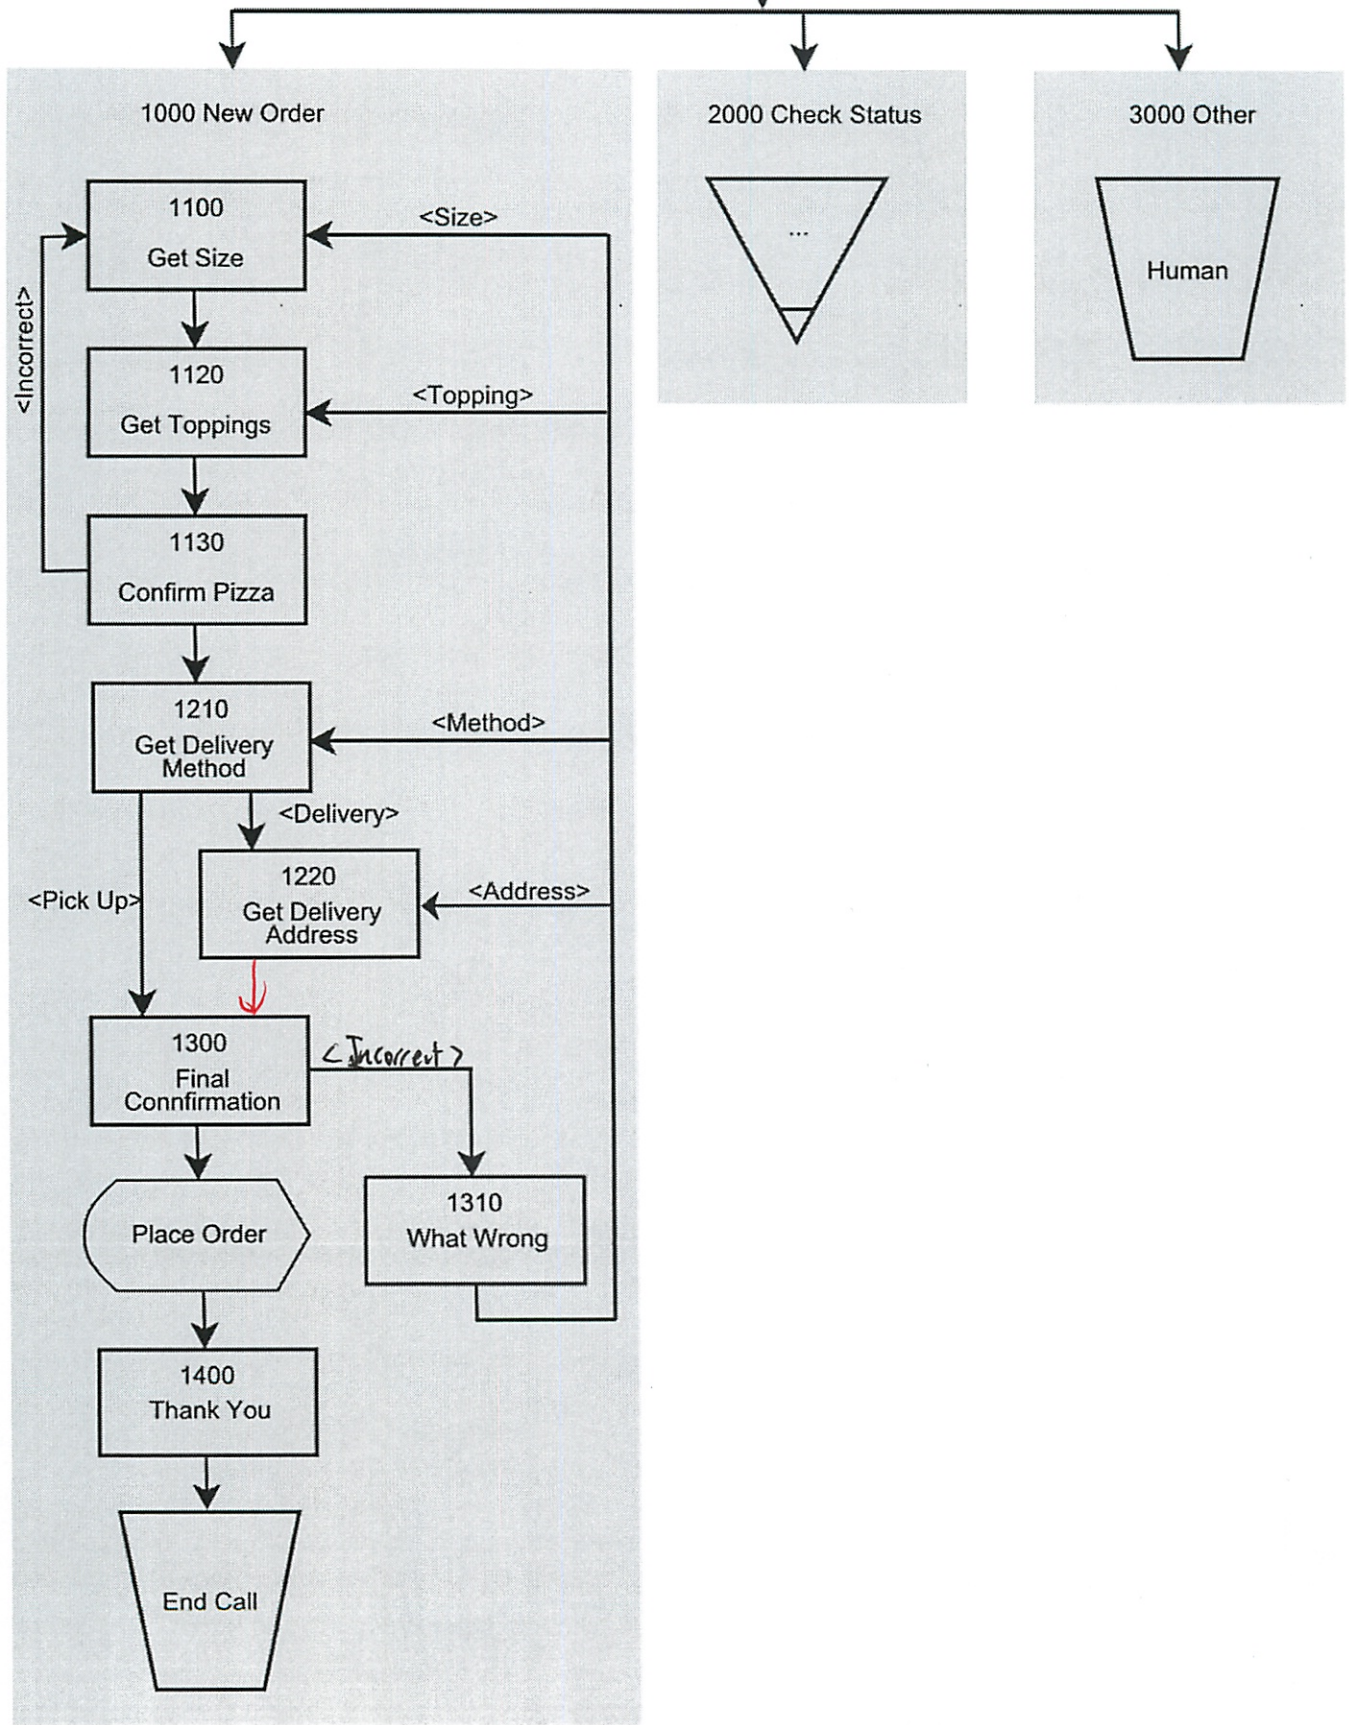 1000 New Order
2000 Check Status
3000 Other
1100
Get Size
<Size>
...
Human
<Incorrect>
1120
Get Toppings
<Topping>
1130
Confirm Pizza
1210
Get Delivery
Method
<Method>
<Delivery>
<Pick Up>
1220
Get Delivery
Address
<Address>
1300
Final
Connfirmation
<Incorrect>
Place Order
1310
What Wrong
1400
Thank You
End Call